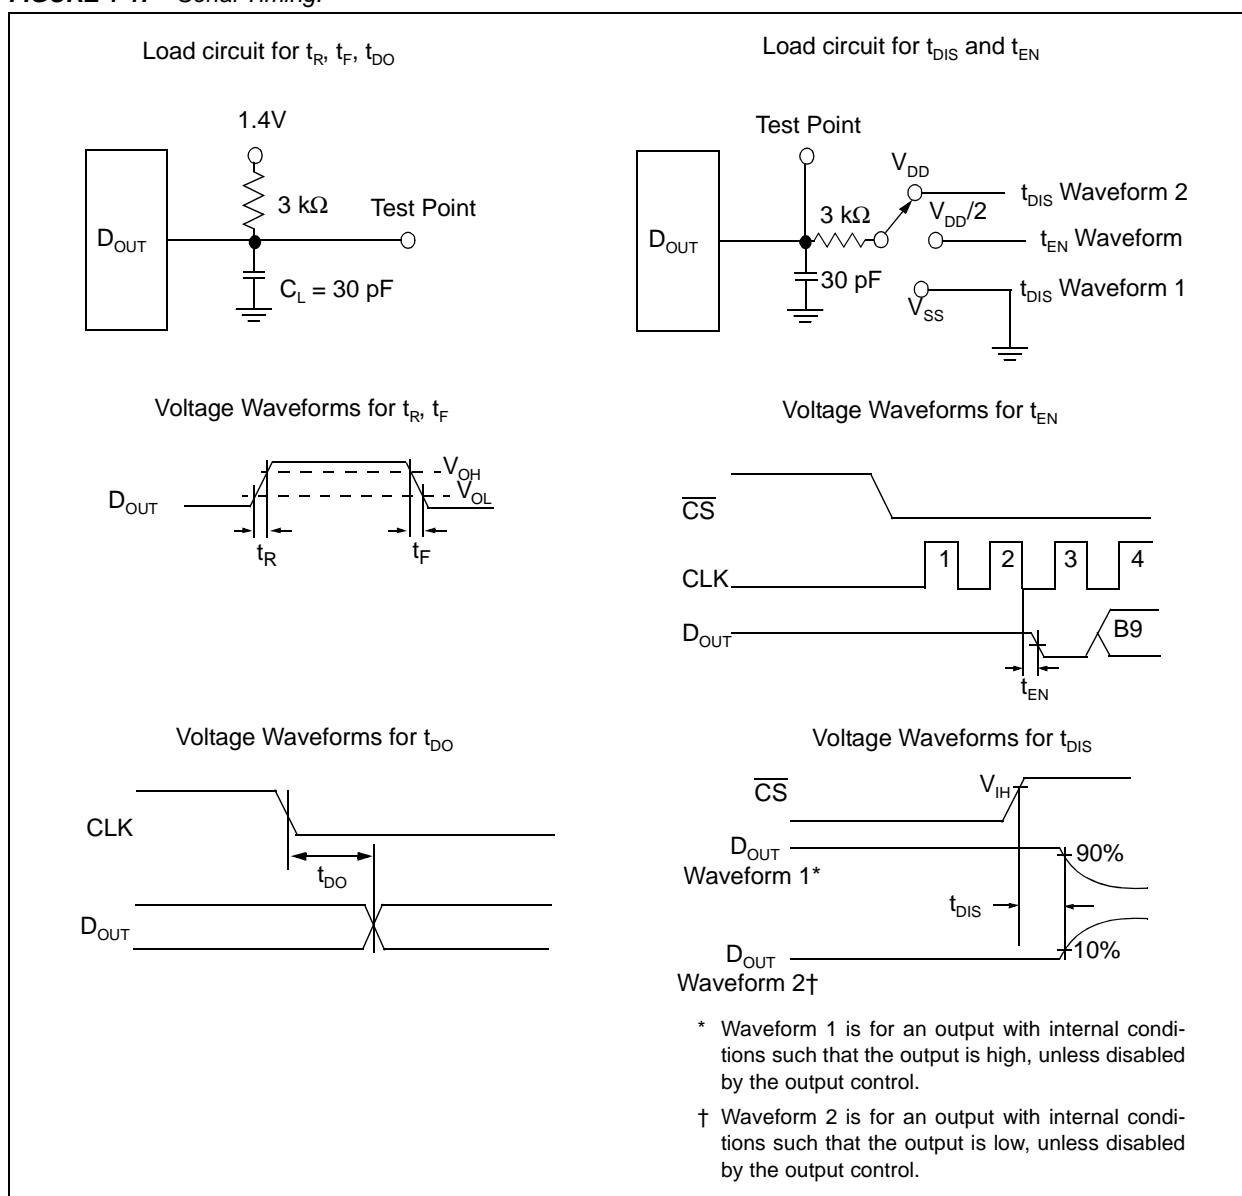 Load circuit for tR, tF, tDO
1.4V
3 kΩ
Test Point
DOUT
CL = 30 pF
Load circuit for tDIS and tEN
Test Point
VDD
tDIS Waveform 2
3 kΩ
VDD/2
DOUT
tEN Waveform
30 pF
tDIS Waveform 1
VSS
Voltage Waveforms for tR, tF
VOH
DOUT
VOL
tR
tF
Voltage Waveforms for tEN
CS
1 2 3 4
CLK
DOUT
B9
tEN
Voltage Waveforms for tDO
CLK
tDO
DOUT
Voltage Waveforms for tDIS
CS
VIH
DOUT
Waveform 1*
90%
tDIS
DOUT
Waveform 2†
10%
* Waveform 1 is for an output with internal condi-
tions such that the output is high, unless disabled
by the output control.
† Waveform 2 is for an output with internal condi-
tions such that the output is low, unless disabled
by the output control.